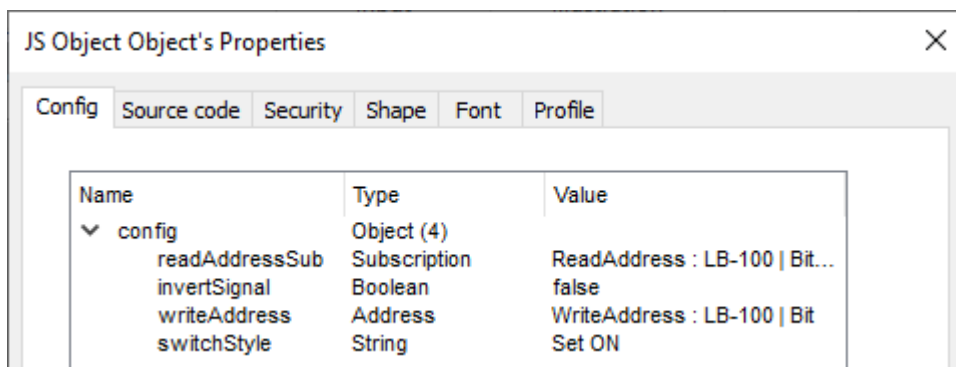 JS Object Object's Properties
Config Source code Security Shape Font Profile
Name Type Value
config Object (4)
readAddressSub Subscription ReadAddress : LB-100 | Bit...
invertSignal Boolean false
writeAddress Address WriteAddress : LB-100 | Bit
switchStyle String Set ON